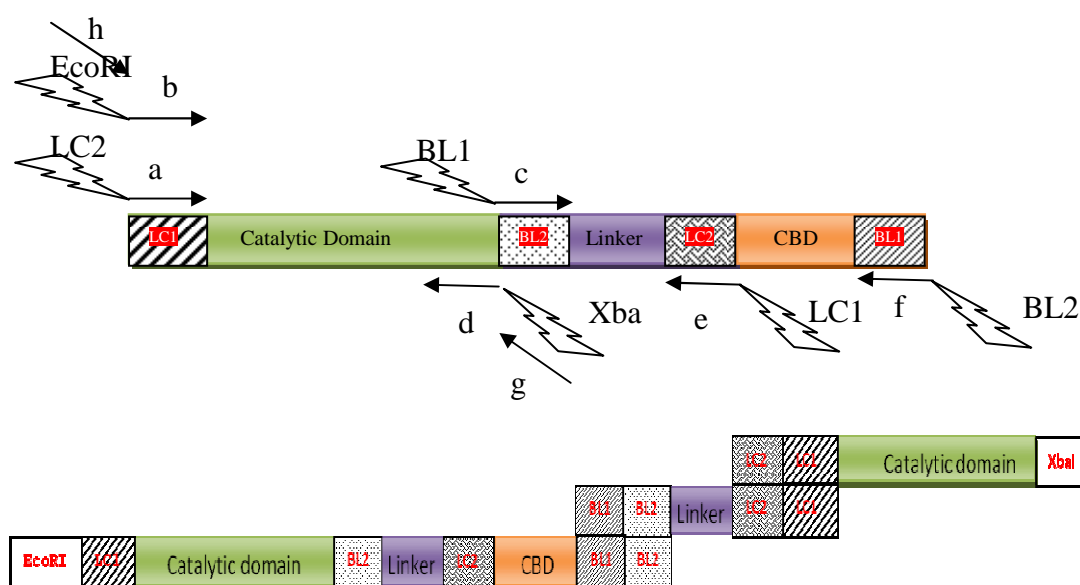 h
EcoRI
b
LC2
a
BL1
c
LC1 Catalytic Domain BL2 Linker LC2 CBD BL1
d Xba e LC1 f BL2
g
LC2 LC1 Catalytic domain XbaI
BL1 BL2 Linker LC2 LC1
EcoRI Catalytic domain BL2 Linker LC2 CBD BL1 BL2